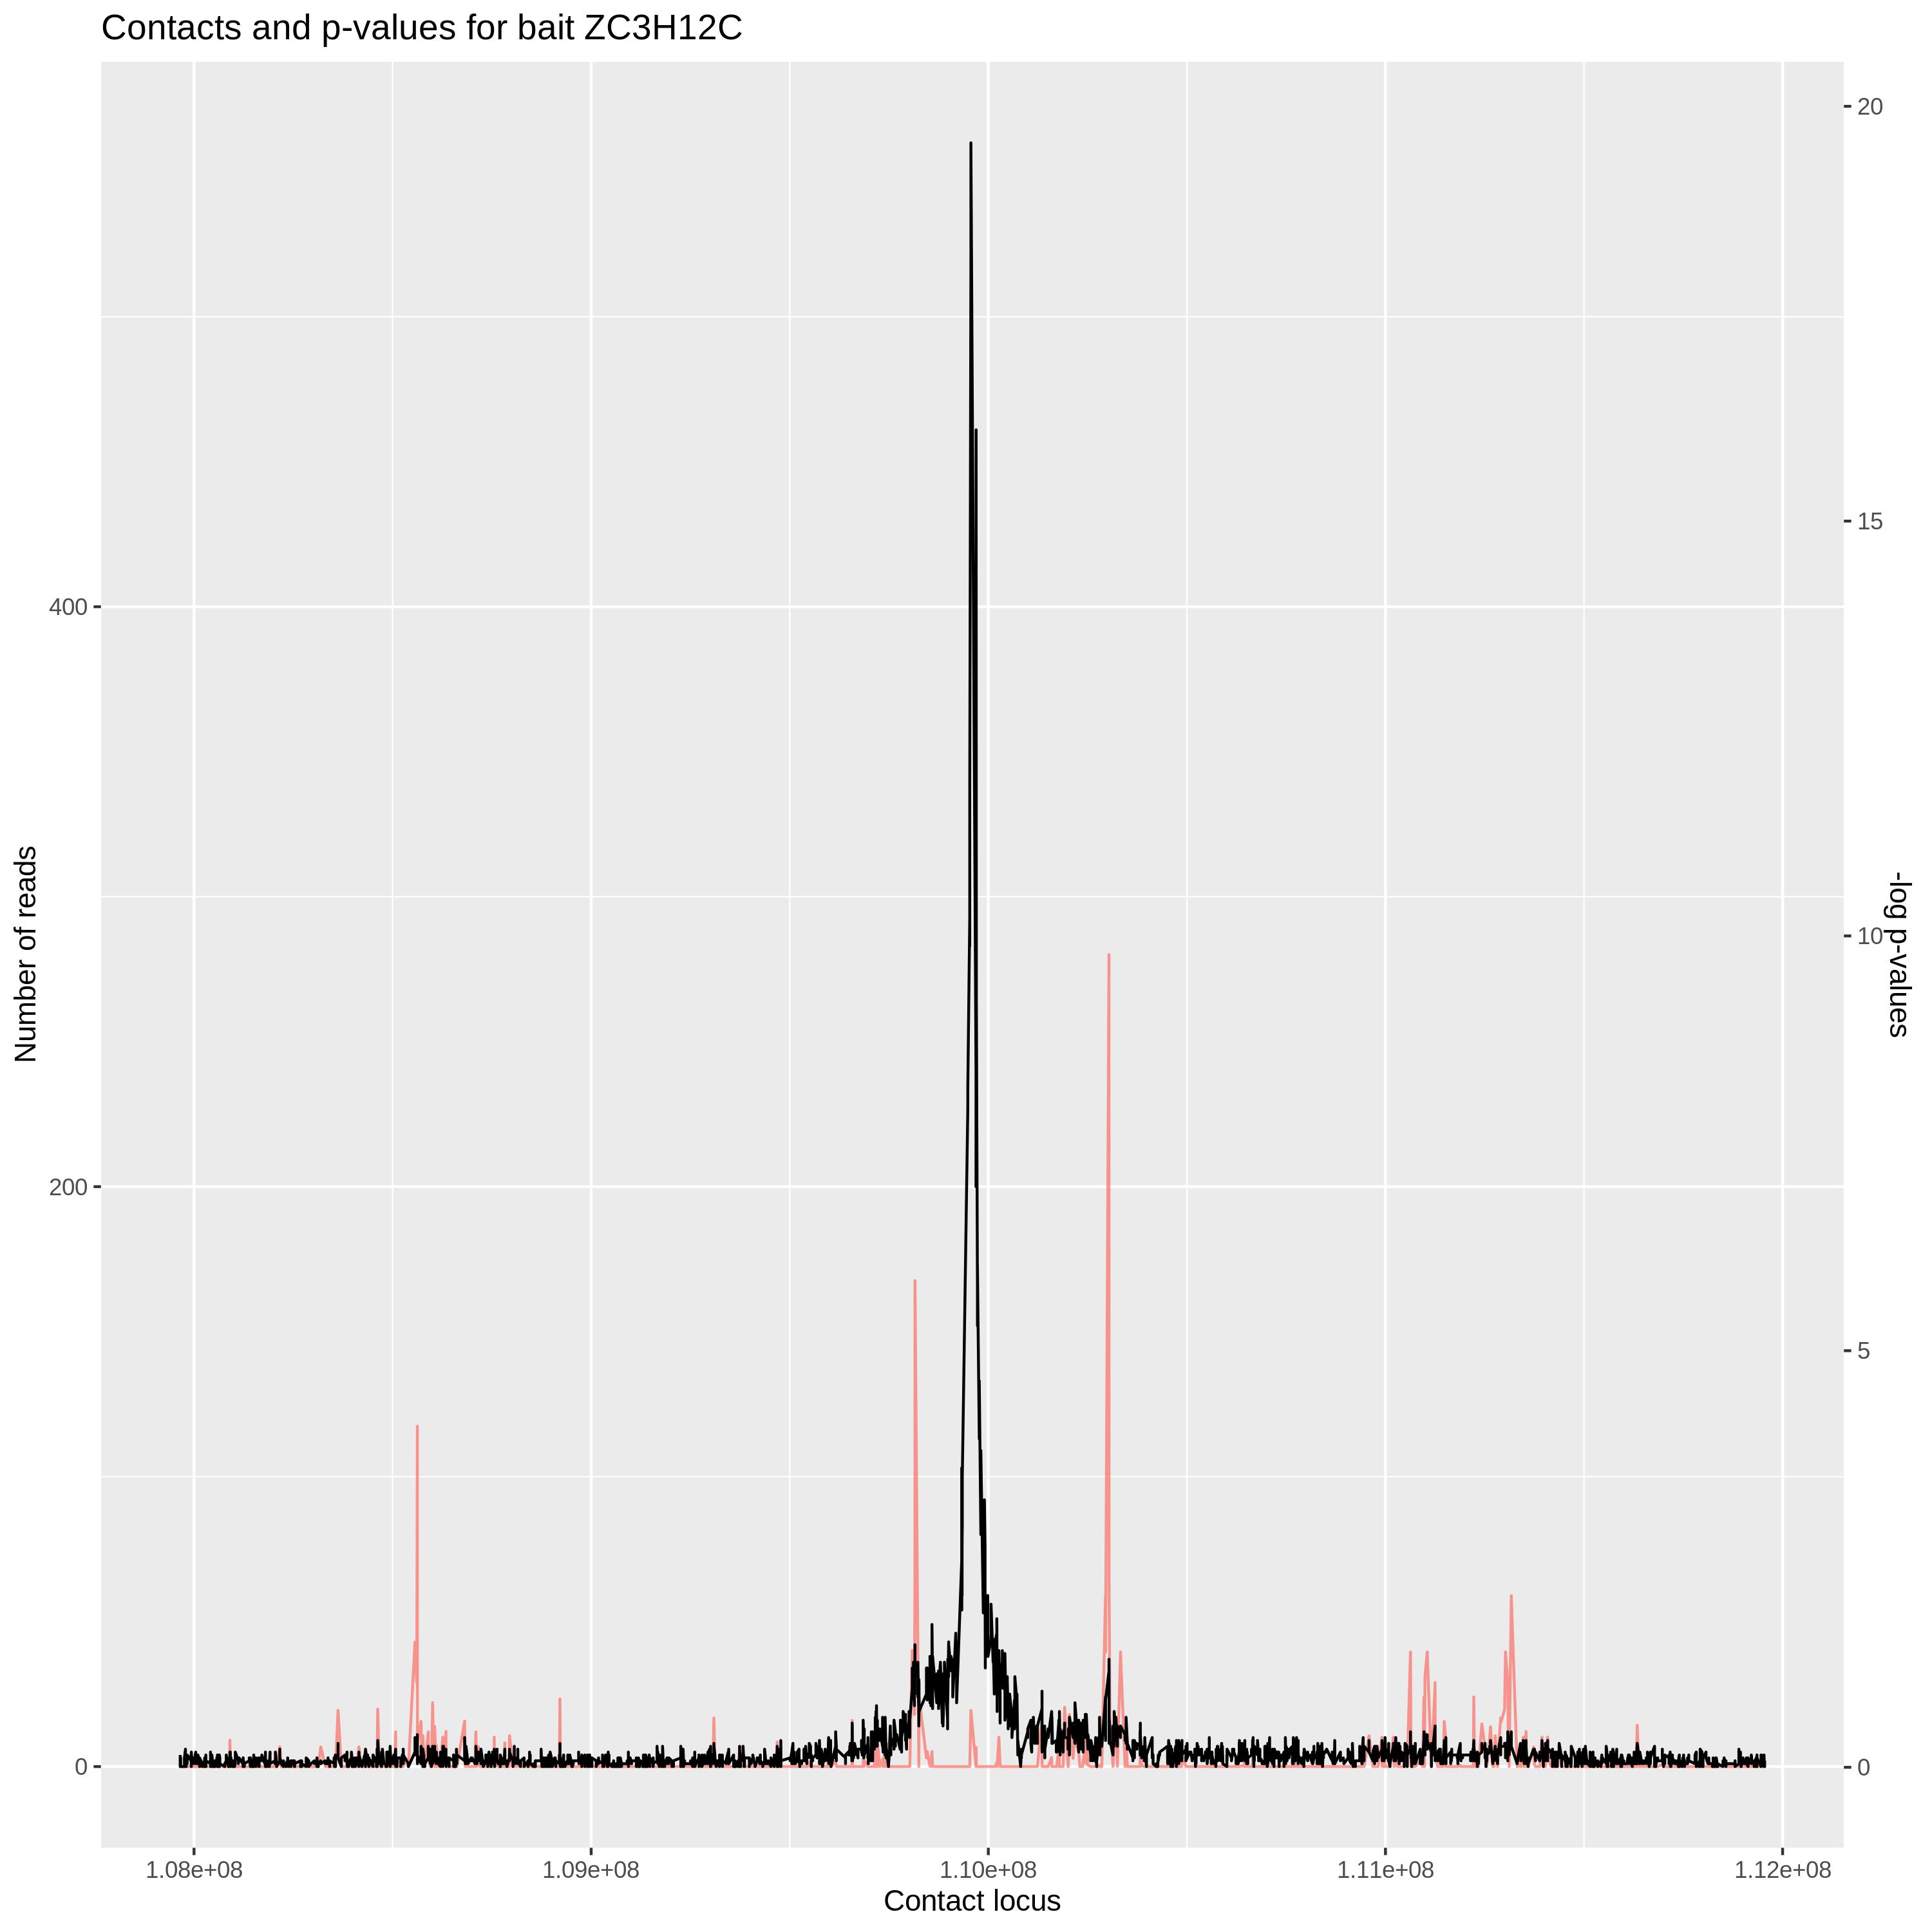 Contacts and p-values for bait ZC3H12C
Number of reads
400
200
0
20
15
10
5
0
-log p-values
1.08e+08 1.09e+08 1.10e+08 1.11e+08 1.12e+08
Contact locus